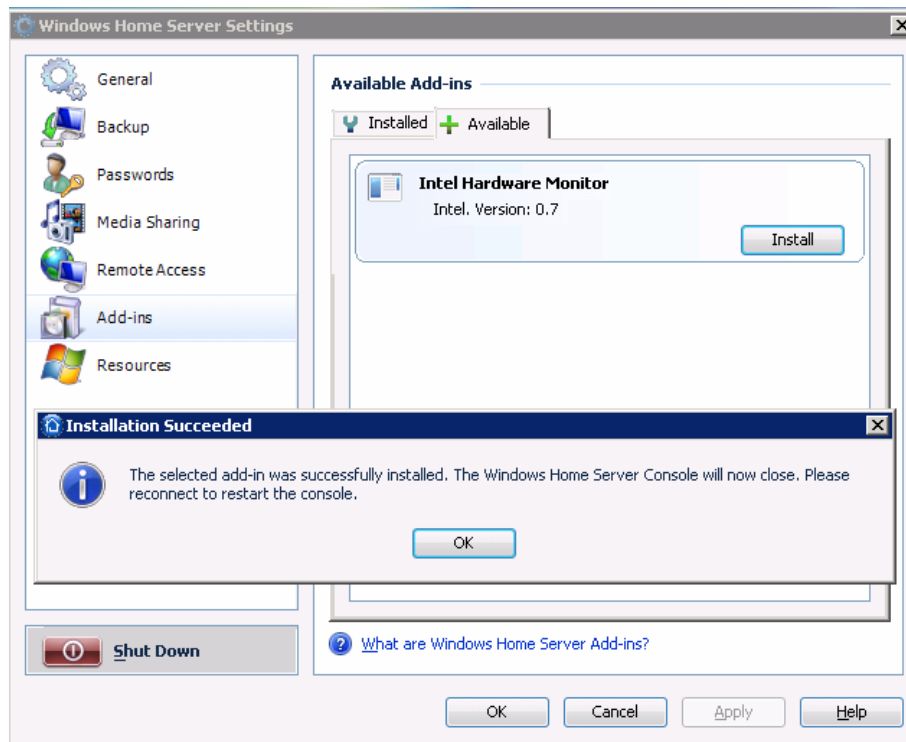 Windows Home Server Settings
General
Backup
Passwords
Media Sharing
Remote Access
Add-ins
Resources
Available Add-ins
Installed
Available
Intel Hardware Monitor
Intel. Version: 0.7
Install
Installation Succeeded
The selected add-in was successfully installed. The Windows Home Server Console will now close. Please
reconnect to restart the console.
OK
Shut Down
What are Windows Home Server Add-ins?
OK
Cancel
Apply
Help